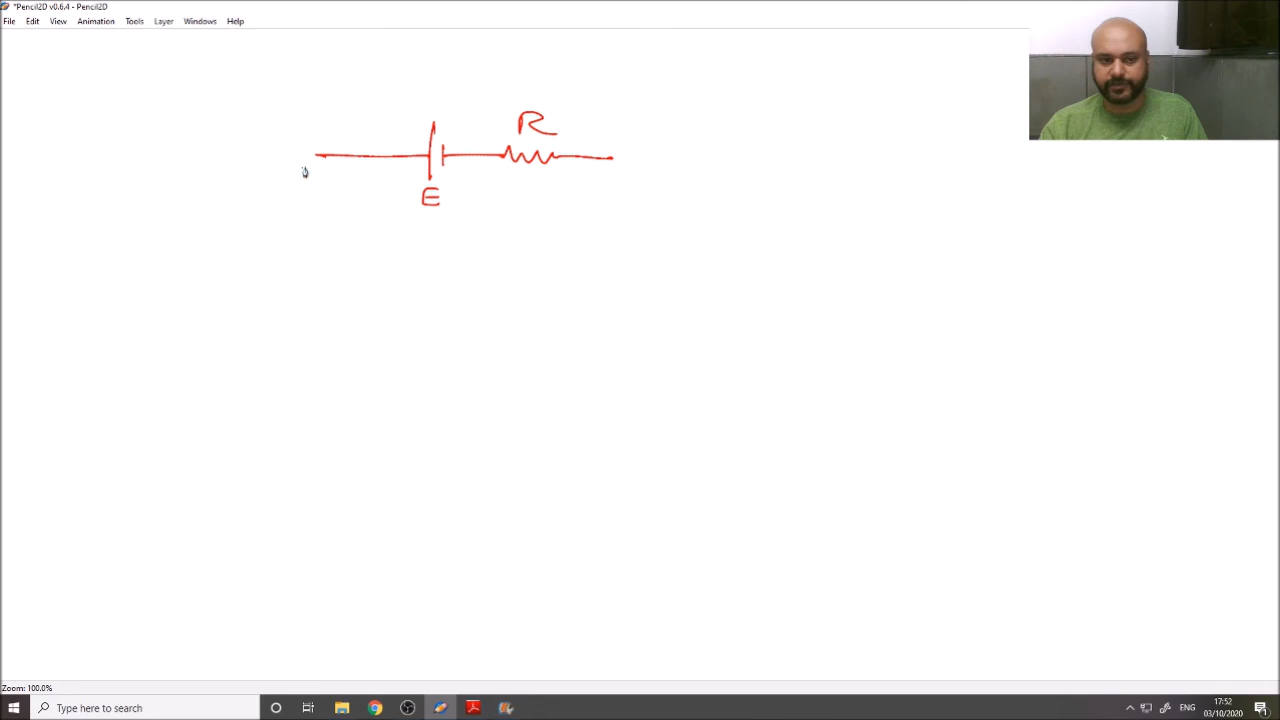 *Pencil2D v0.6.4 - Pencil2D
File Edit View Animation Tools Layer Windows Help
R
E
Zoom: 100.0%
Type here to search
ENG
17:52
03/10/2020